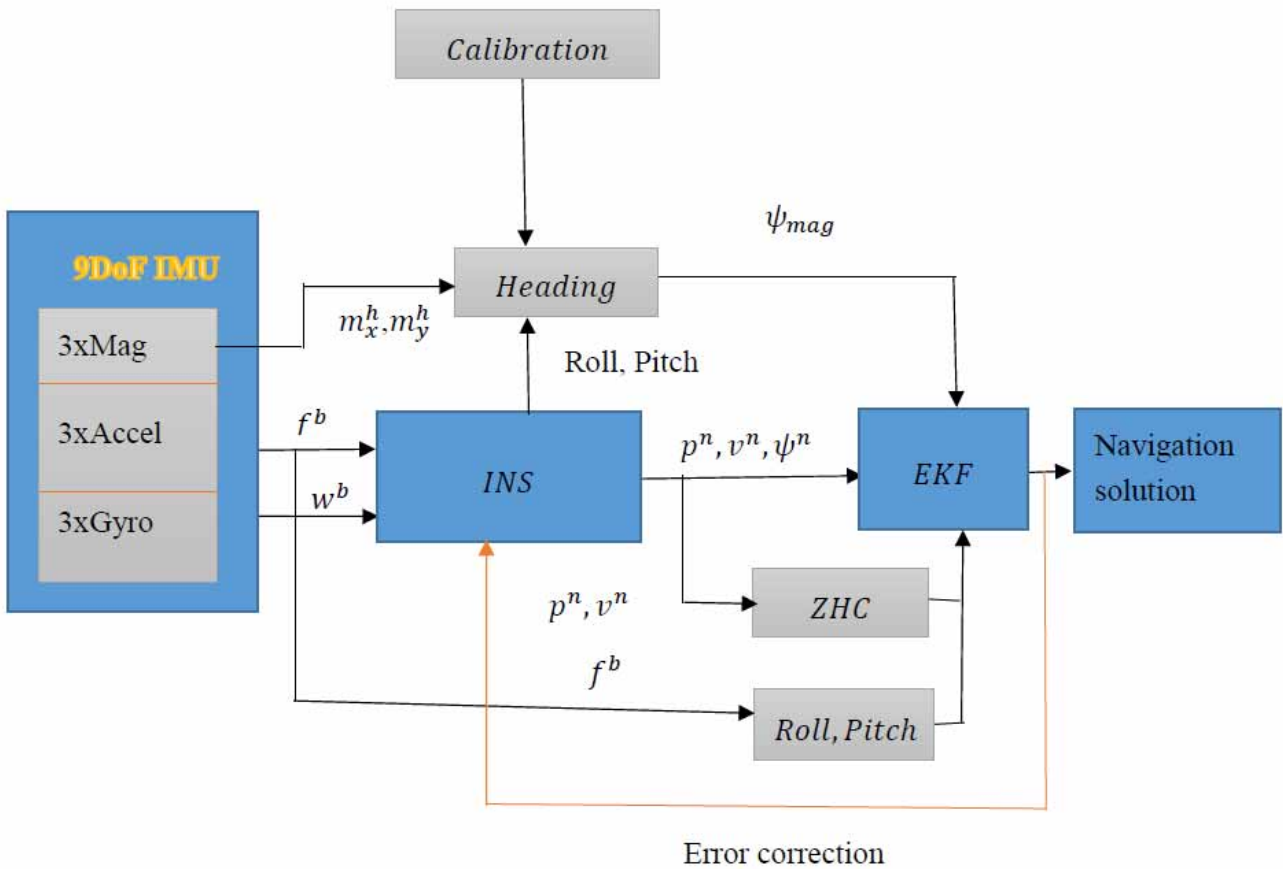 Calibration
ψ_mag
9DoF IMU
Heading
m_x^h, m_y^h
3xMag
Roll, Pitch
3xAccel
f^b
INS
p^n, v^n, ψ^n
EKF
Navigation
solution
w^b
3xGyro
p^n, v^n
ZHC
f^b
Roll, Pitch
Error correction